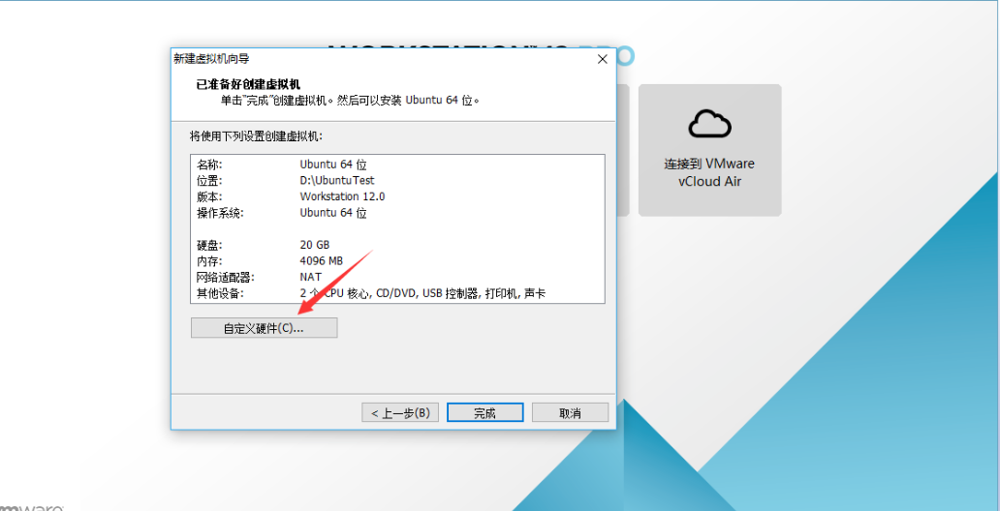 新建虚拟机向导
已准备好创建虚拟机
单击"完成"创建虚拟机。然后可以安装 Ubuntu 64 位。
将使用下列设置创建虚拟机:
名称: Ubuntu 64 位
位置: D:\UbuntuTest
版本: Workstation 12.0
操作系统: Ubuntu 64 位
硬盘: 20 GB
内存: 4096 MB
网络适配器: NAT
其他设备: 2 个 CPU 核心, CD/DVD, USB 控制器, 打印机, 声卡
自定义硬件(C)...
< 上一步(B)
完成
取消
连接到 VMware
vCloud Air